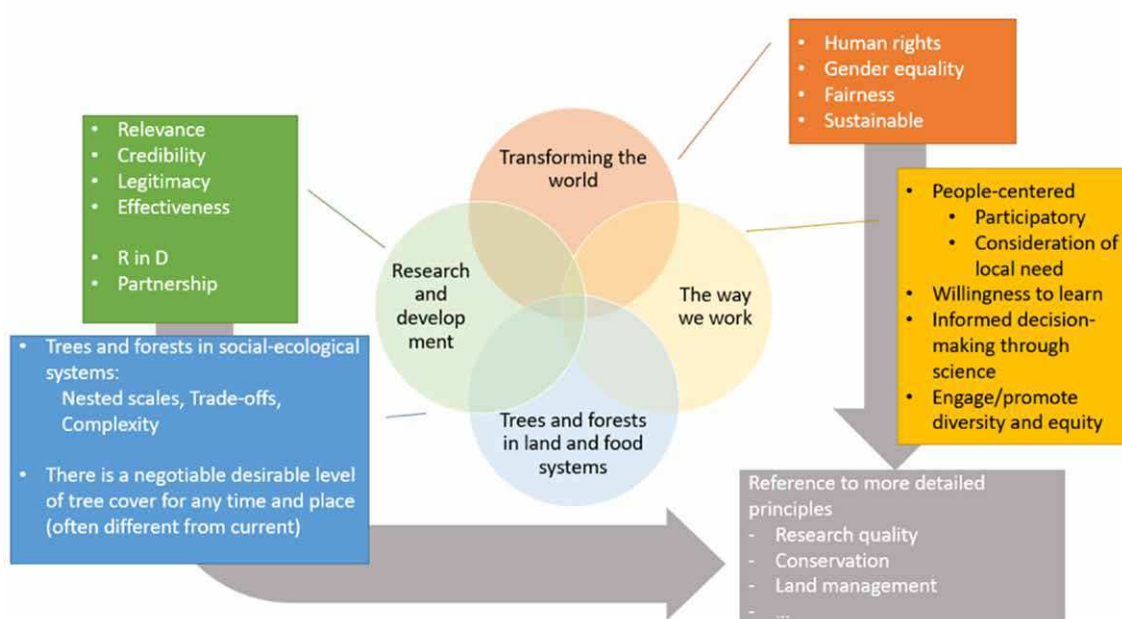 • Relevance
• Credibility
• Legitimacy
• Effectiveness
• R in D
• Partnership
• Trees and forests in social-ecological
systems:
Nested scales, Trade-offs,
Complexity
• There is a negotiable desirable level
of tree cover for any time and place
(often different from current)
Transforming the
world
Research
and
develop
ment
The way
we work
Trees and forests
in land and food
systems
• Human rights
• Gender equality
• Fairness
• Sustainable
• People-centered
• Participatory
• Consideration of
local need
• Willingness to learn
• Informed decision-
making through
science
• Engage/promote
diversity and equity
Reference to more detailed
principles
- Research quality
- Conservation
- Land management
- ...